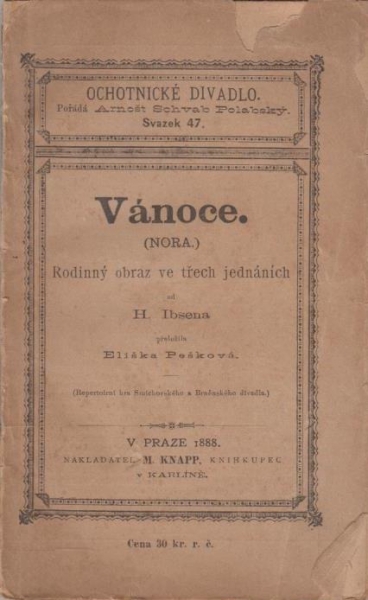 OCHOTNICKÉ DIVADLO.
Pořádá Arnošt Schwab Polabský.
Svazek 47.
Vánoce.
(NORA.)
Rodinný obraz ve třech jednáních
od
H. Ibsena
přeložila
Eliška Pešková.
(Repertoirní hra Smíchovského a Brněnského divadla.)
V PRAZE 1888.
NAKLADATEL M. KNAPP, KNIHKUPEC
v KARLÍNĚ.
Cena 30 kr. r. č.